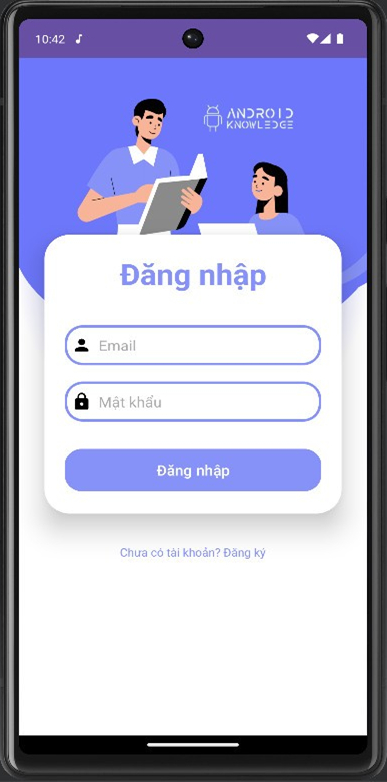 10:42
ANDROID
KNOWLEDGE
Đăng nhập
Email
Mật khẩu
Đăng nhập
Chưa có tài khoản? Đăng ký